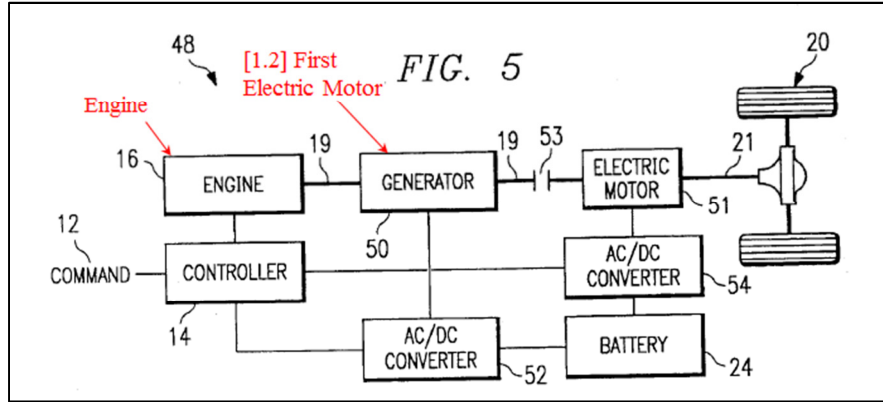 48
[1.2] First
Electric Motor
FIG. 5
20
Engine
19
19
53
21
16
ENGINE
GENERATOR
ELECTRIC
MOTOR
51
12
50
COMMAND
CONTROLLER
AC/DC
CONVERTER
54
14
AC/DC
CONVERTER
52
BATTERY
24